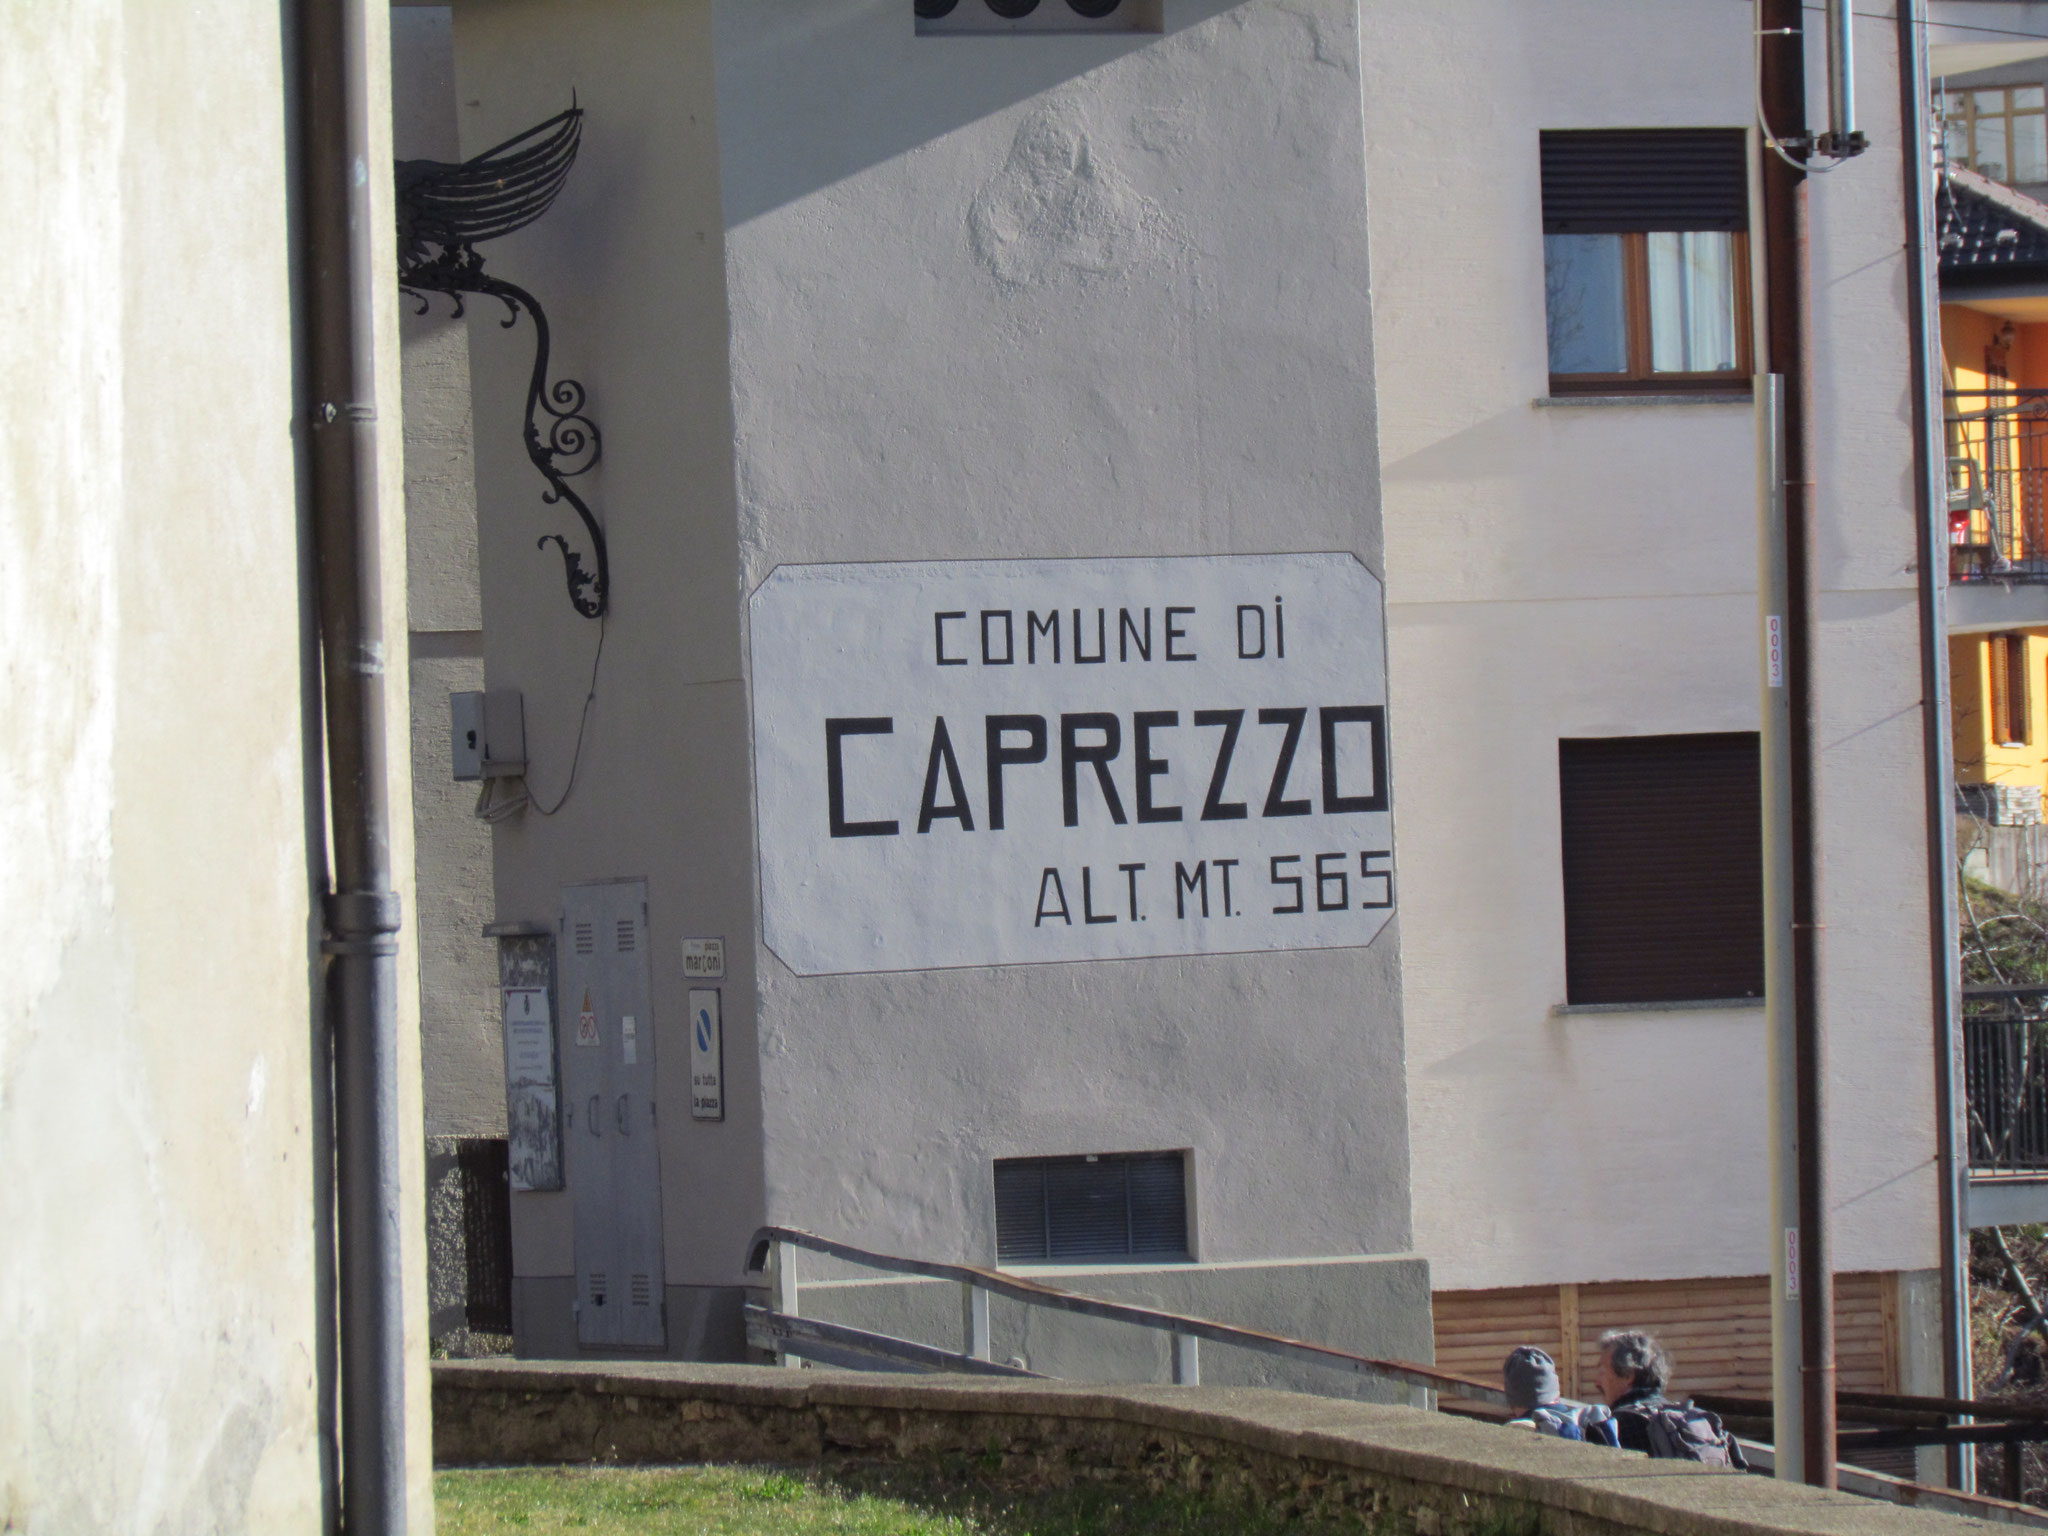 COMUNE DI
CAPREZZO
ALT. MT. 565
piazza
marconi
su tutta
la piazza
0003
0003